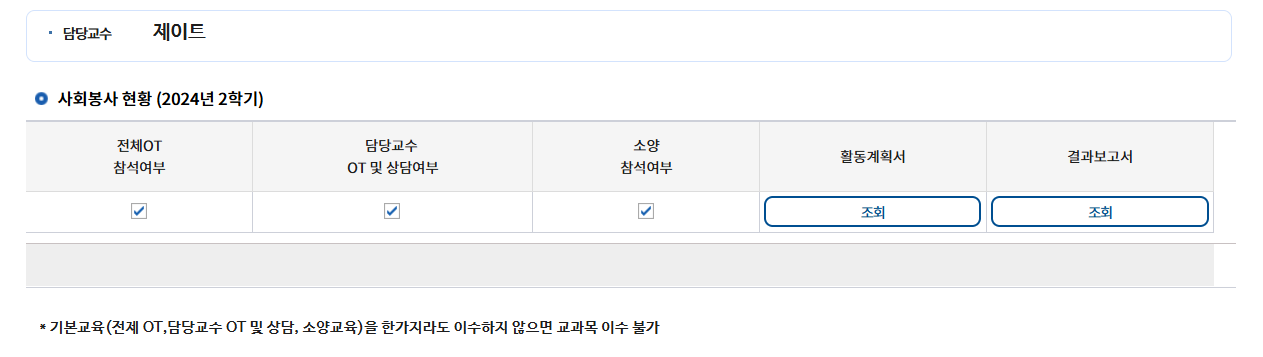 담당교수 제이트
사회봉사 현황 (2024년 2학기)
전체OT
참석여부
담당교수
OT 및 상담여부
소양
참석여부
활동계획서
결과보고서
조회
조회
* 기본교육(전제 OT,담당교수 OT 및 상담, 소양교육)을 한가지라도 이수하지 않으면 교과목 이수 불가